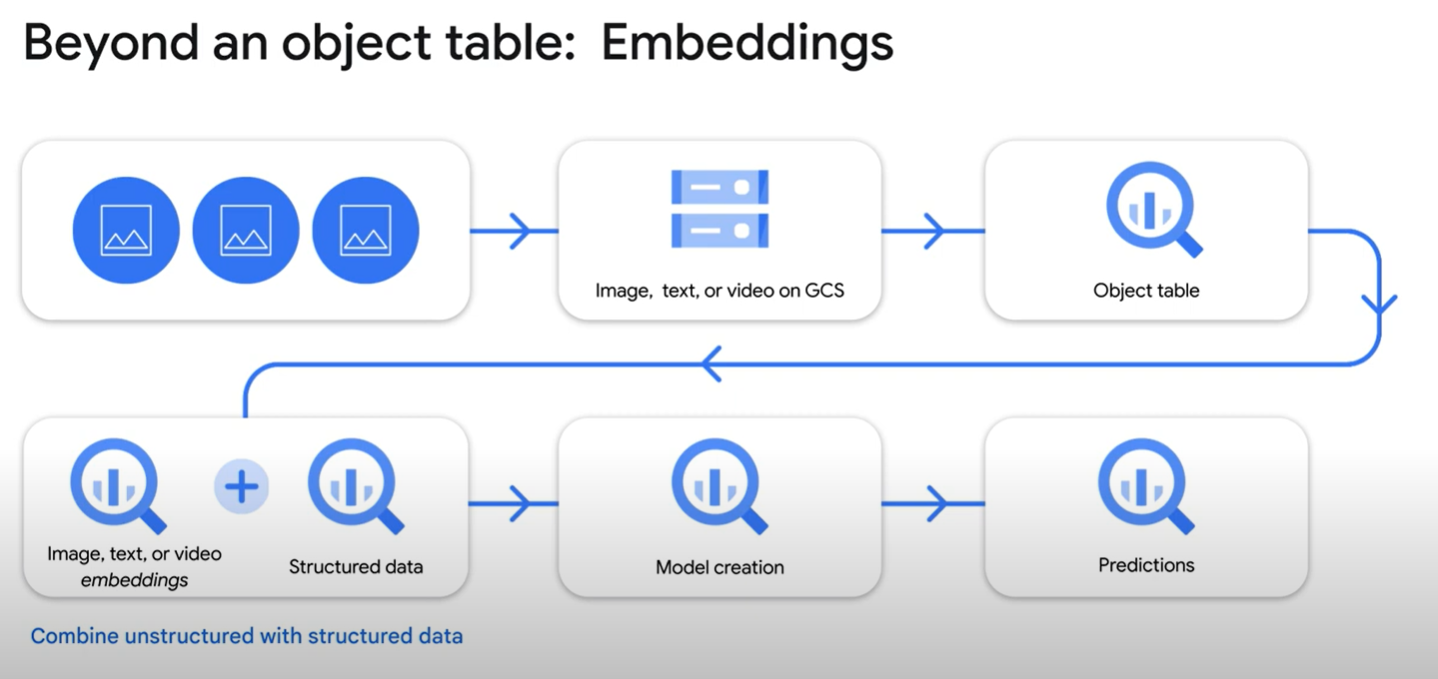 Beyond an object table: Embeddings
Image, text, or video on GCS
Object table
Image, text, or video
embeddings
Structured data
Model creation
Predictions
Combine unstructured with structured data